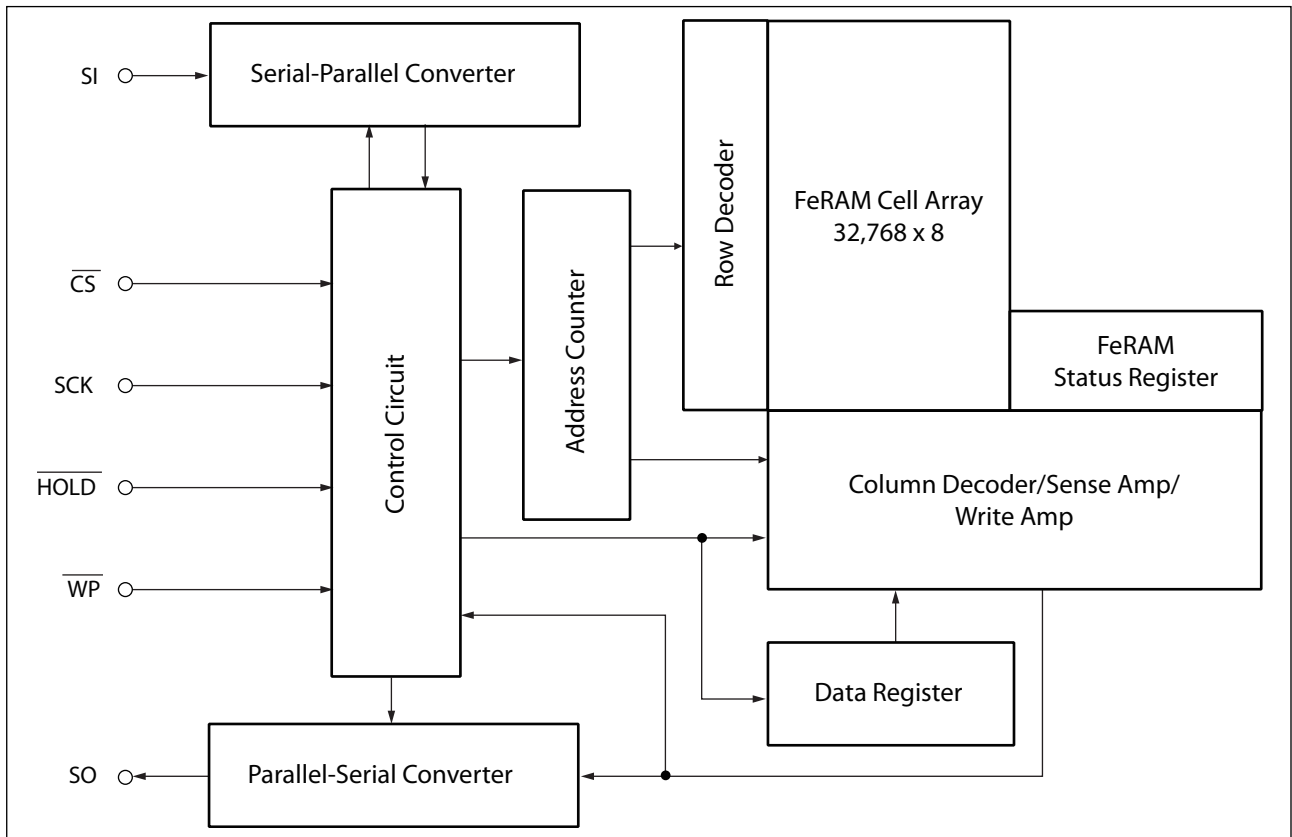 SI
Serial-Parallel Converter
Row Decoder
FeRAM Cell Array
32,768 x 8
CS
SCK
HOLD
WP
Control Circuit
Address Counter
FeRAM
Status Register
Column Decoder/Sense Amp/
Write Amp
Data Register
SO
Parallel-Serial Converter